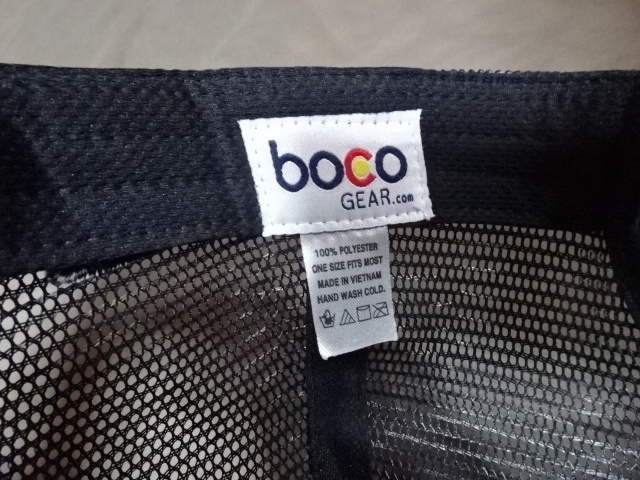 boco
GEAR.com
100% POLYESTER
ONE SIZE FITS MOST
MADE IN VIETNAM
HAND WASH COLD.